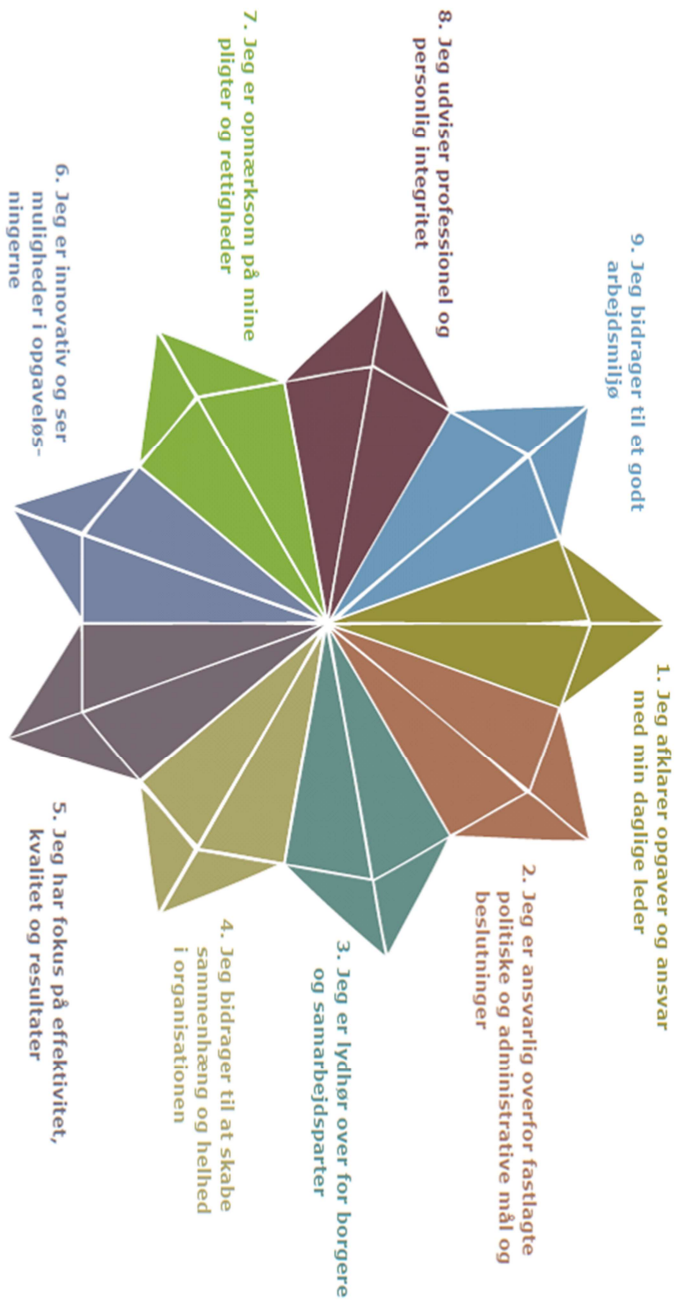 1. Jeg afklarer opgaver og ansvar
med min daglige leder
2. Jeg er ansvarlig overfor fastlagte
politiske og administrative mål og
beslutninger
3. Jeg er lydhør over for borgere
og samarbejdsparter
4. Jeg bidrager til at skabe
sammenhæng og helhed
i organisationen
5. Jeg har fokus på effektivitet,
kvalitet og resultater
6. Jeg er innovativ og ser
muligheder i opgaveløs-
ningerne
7. Jeg er opmærksom på mine
pligter og rettigheder
8. Jeg udviser professionel og
personlig integritet
9. Jeg bidrager til et godt
arbejdsmiljø